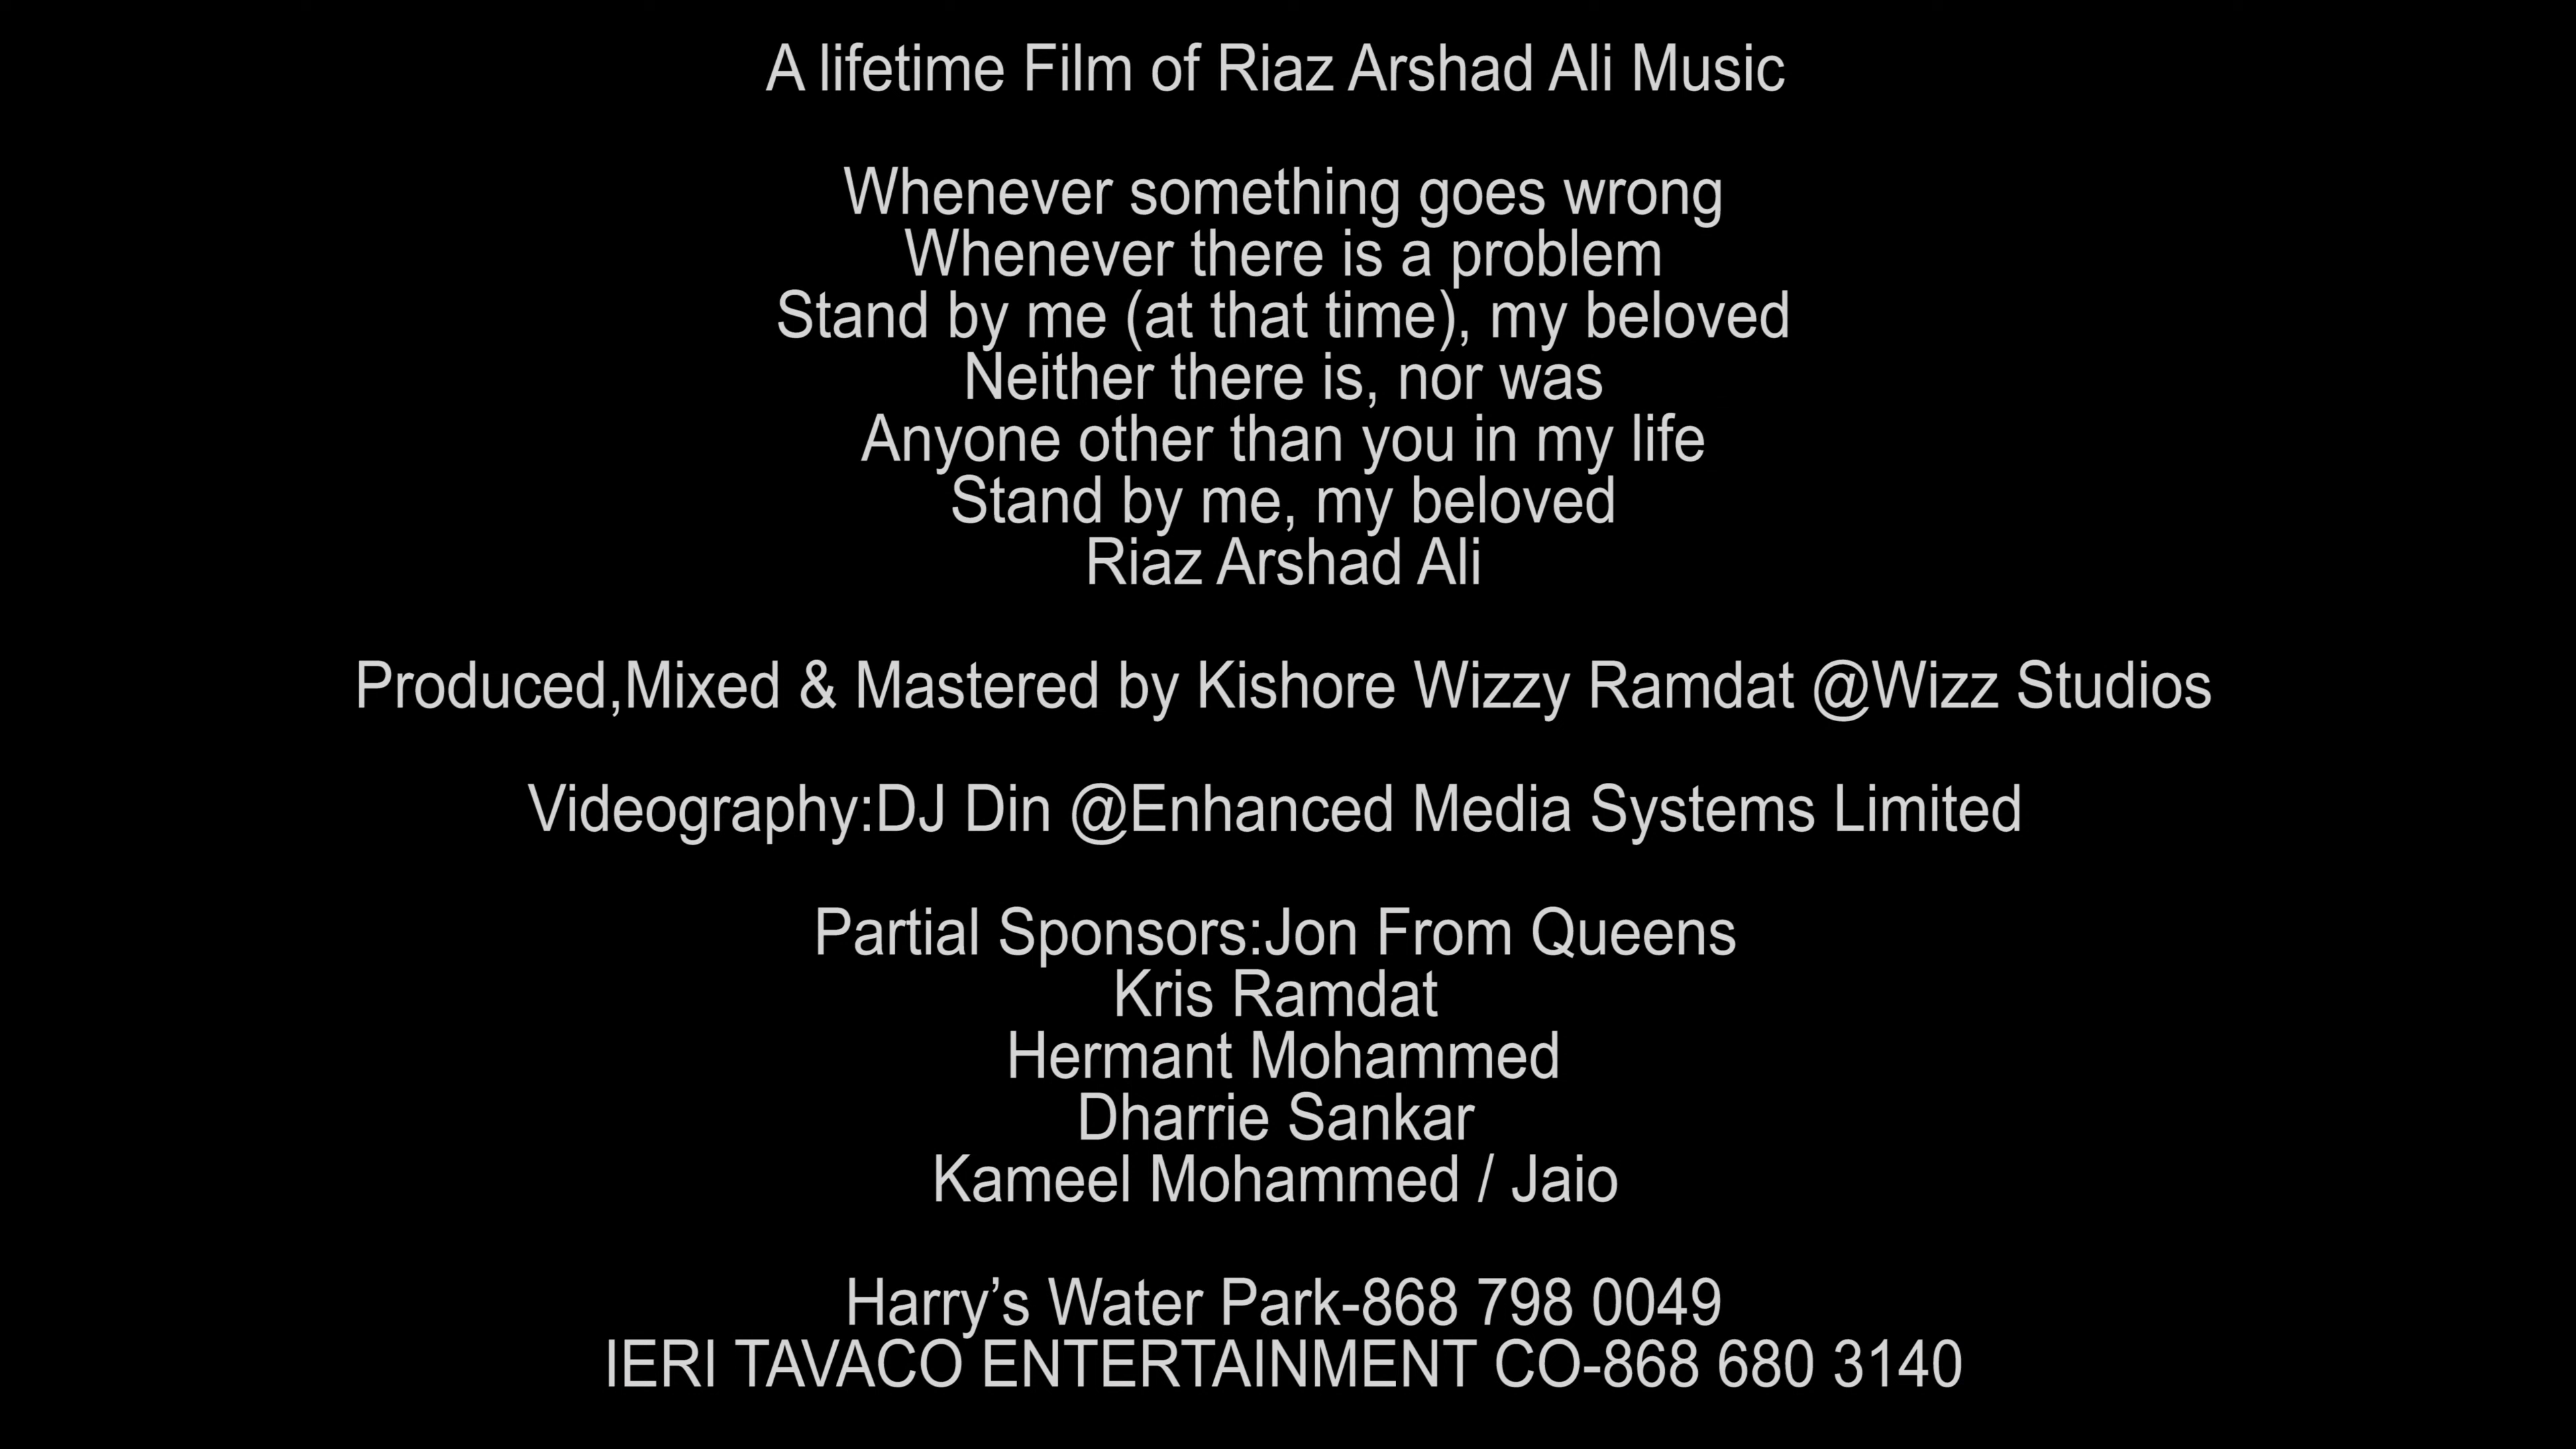 A lifetime Film of Riaz Arshad Ali Music
Whenever something goes wrong
Whenever there is a problem
Stand by me (at that time), my beloved
Neither there is, nor was
Anyone other than you in my life
Stand by me, my beloved
Riaz Arshad Ali
Produced,Mixed & Mastered by Kishore Wizzy Ramdat @Wizz Studios
Videography:DJ Din @Enhanced Media Systems Limited
Partial Sponsors:Jon From Queens
Kris Ramdat
Hermant Mohammed
Dharrie Sankar
Kameel Mohammed / Jaio
Harry’s Water Park-868 798 0049
IERI TAVACO ENTERTAINMENT CO-868 680 3140